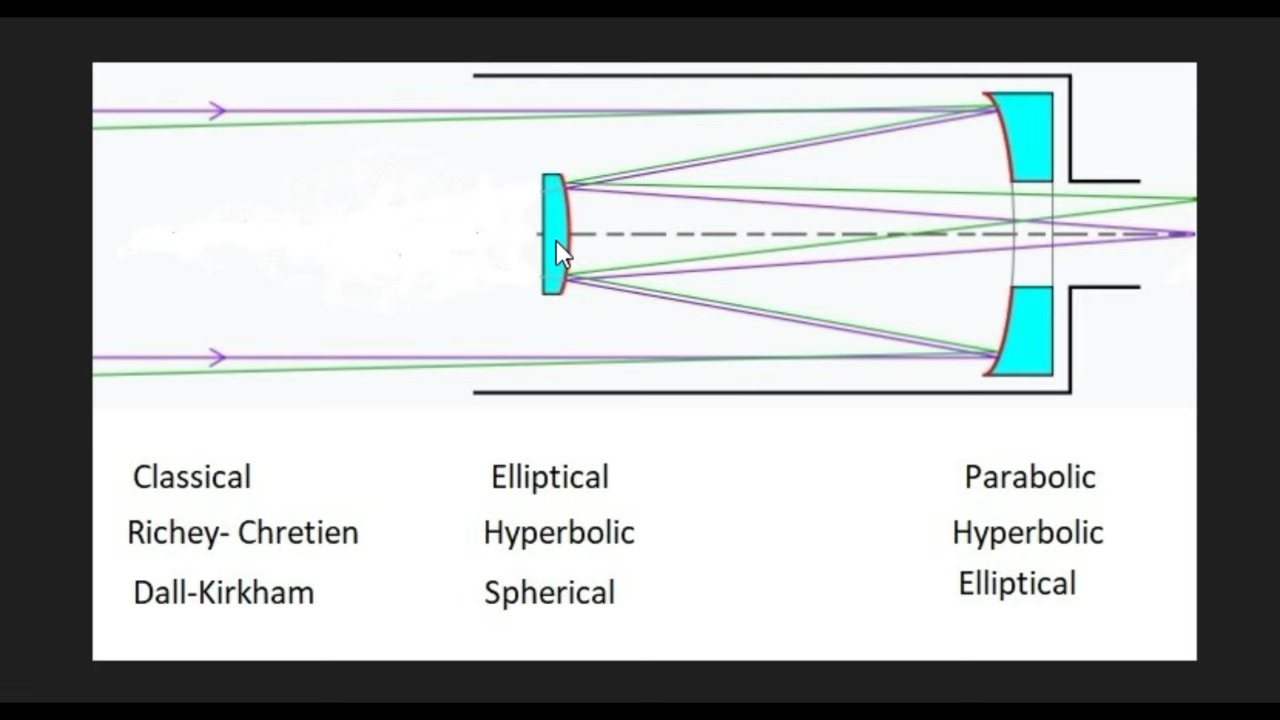 Classical Elliptical Parabolic
Richey- Chretien Hyperbolic Hyperbolic
Dall-Kirkham Spherical Elliptical